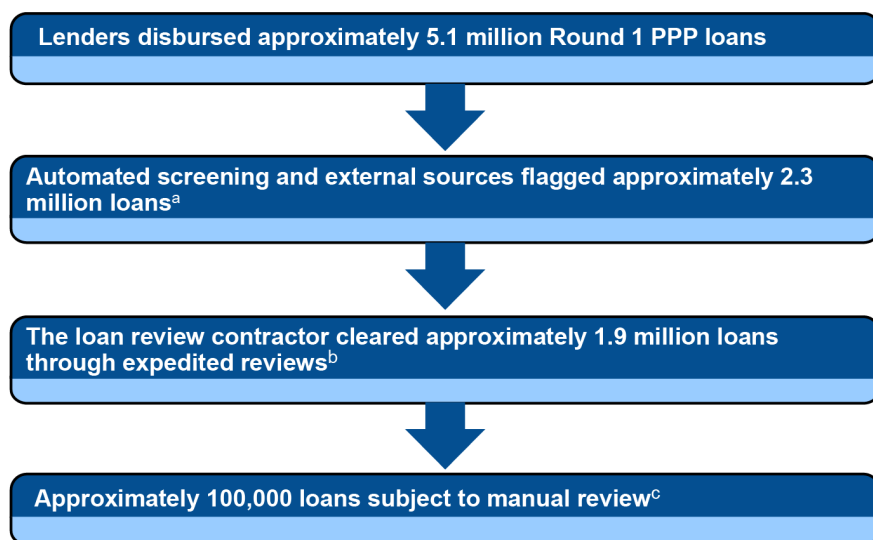 Lenders disbursed approximately 5.1 million Round 1 PPP loans
Automated screening and external sources flagged approximately 2.3
million loansᵃ
The loan review contractor cleared approximately 1.9 million loans
through expedited reviewsᵇ
Approximately 100,000 loans subject to manual reviewᶜ